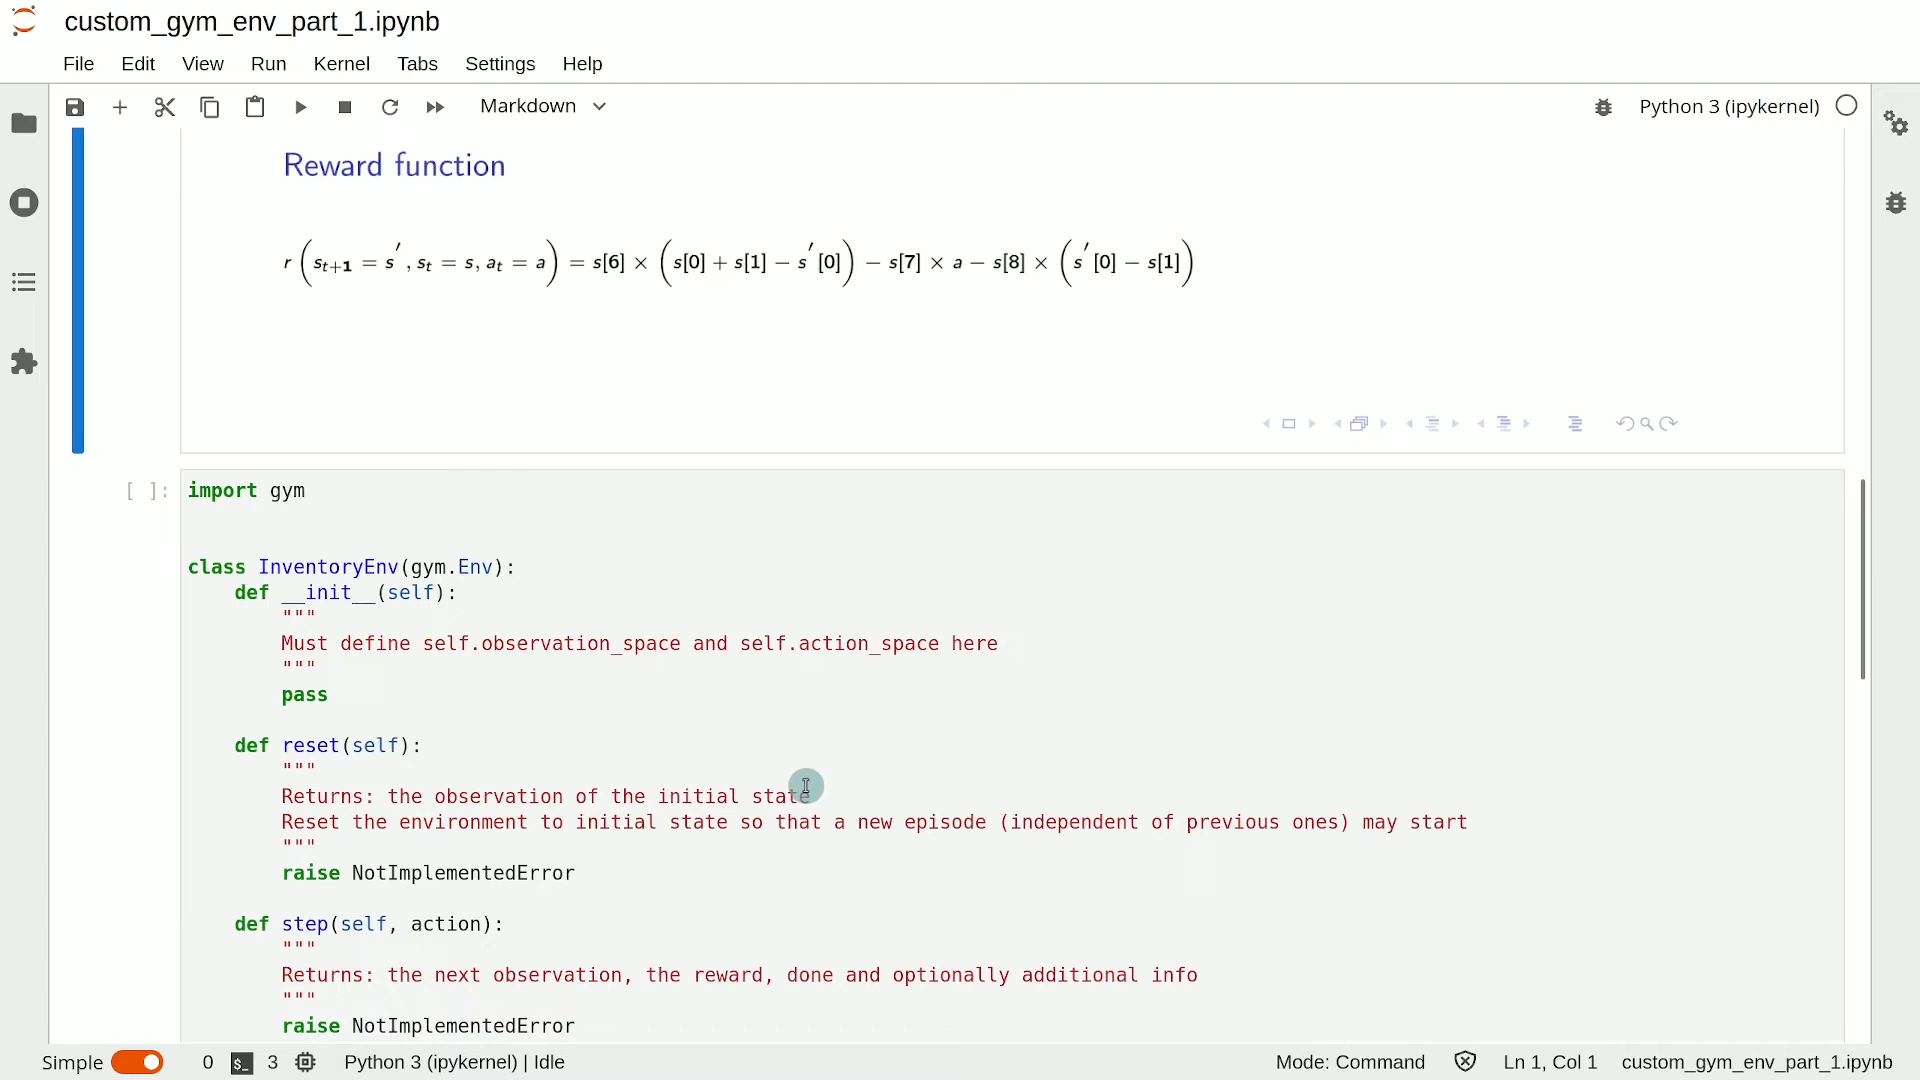 custom_gym_env_part_1.ipynb
File Edit View Run Kernel Tabs Settings Help
Markdown Python 3 (ipykernel)
Reward function
r(s_{t+1} = s', s_t = s, a_t = a) = s[6] × (s[0] + s[1] − s'[0]) − s[7] × a − s[8] × (s'[0] − s[1])
[ ]: import gym
class InventoryEnv(gym.Env):
    def __init__(self):
        """
        Must define self.observation_space and self.action_space here
        """
        pass
    def reset(self):
        """
        Returns: the observation of the initial state
        Reset the environment to initial state so that a new episode (independent of previous ones) may start
        """
        raise NotImplementedError
    def step(self, action):
        """
        Returns: the next observation, the reward, done and optionally additional info
        """
        raise NotImplementedError
Simple 0 $_ 3 Python 3 (ipykernel) | Idle Mode: Command Ln 1, Col 1 custom_gym_env_part_1.ipynb